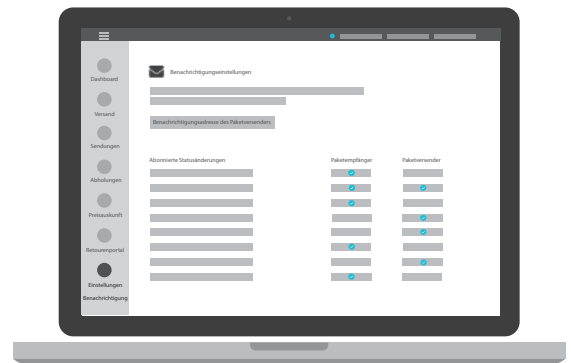 Dashboard
Versand
Sendungen
Abholungen
Preisauskunft
Retourenportal
Einstellungen
Benachrichtigung
Benachrichtigungseinstellungen
Benachrichtigungsadresse des Paketversenders
Abonnierte Statusänderungen Paketempfänger Paketversender